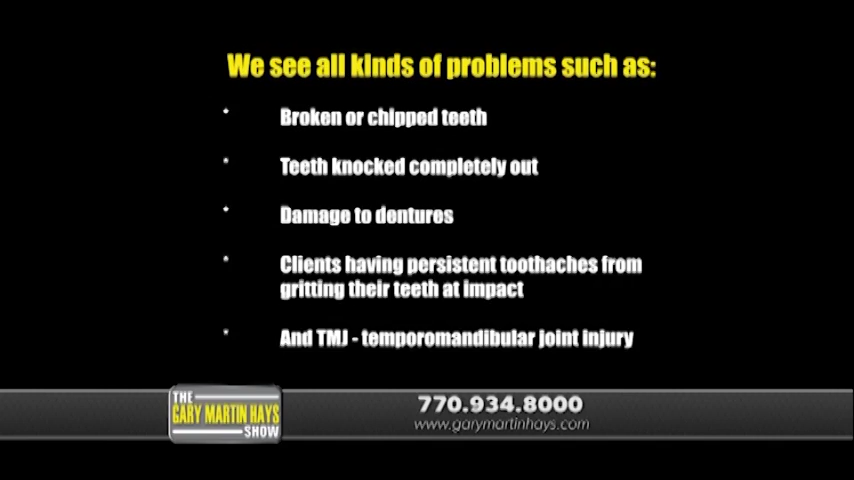 We see all kinds of problems such as:
* Broken or chipped teeth
* Teeth knocked completely out
* Damage to dentures
* Clients having persistent toothaches from
gritting their teeth at impact
* And TMJ - temporomandibular joint injury
THE
GARY MARTIN HAYS
SHOW
770.934.8000
www.garymartinhays.com